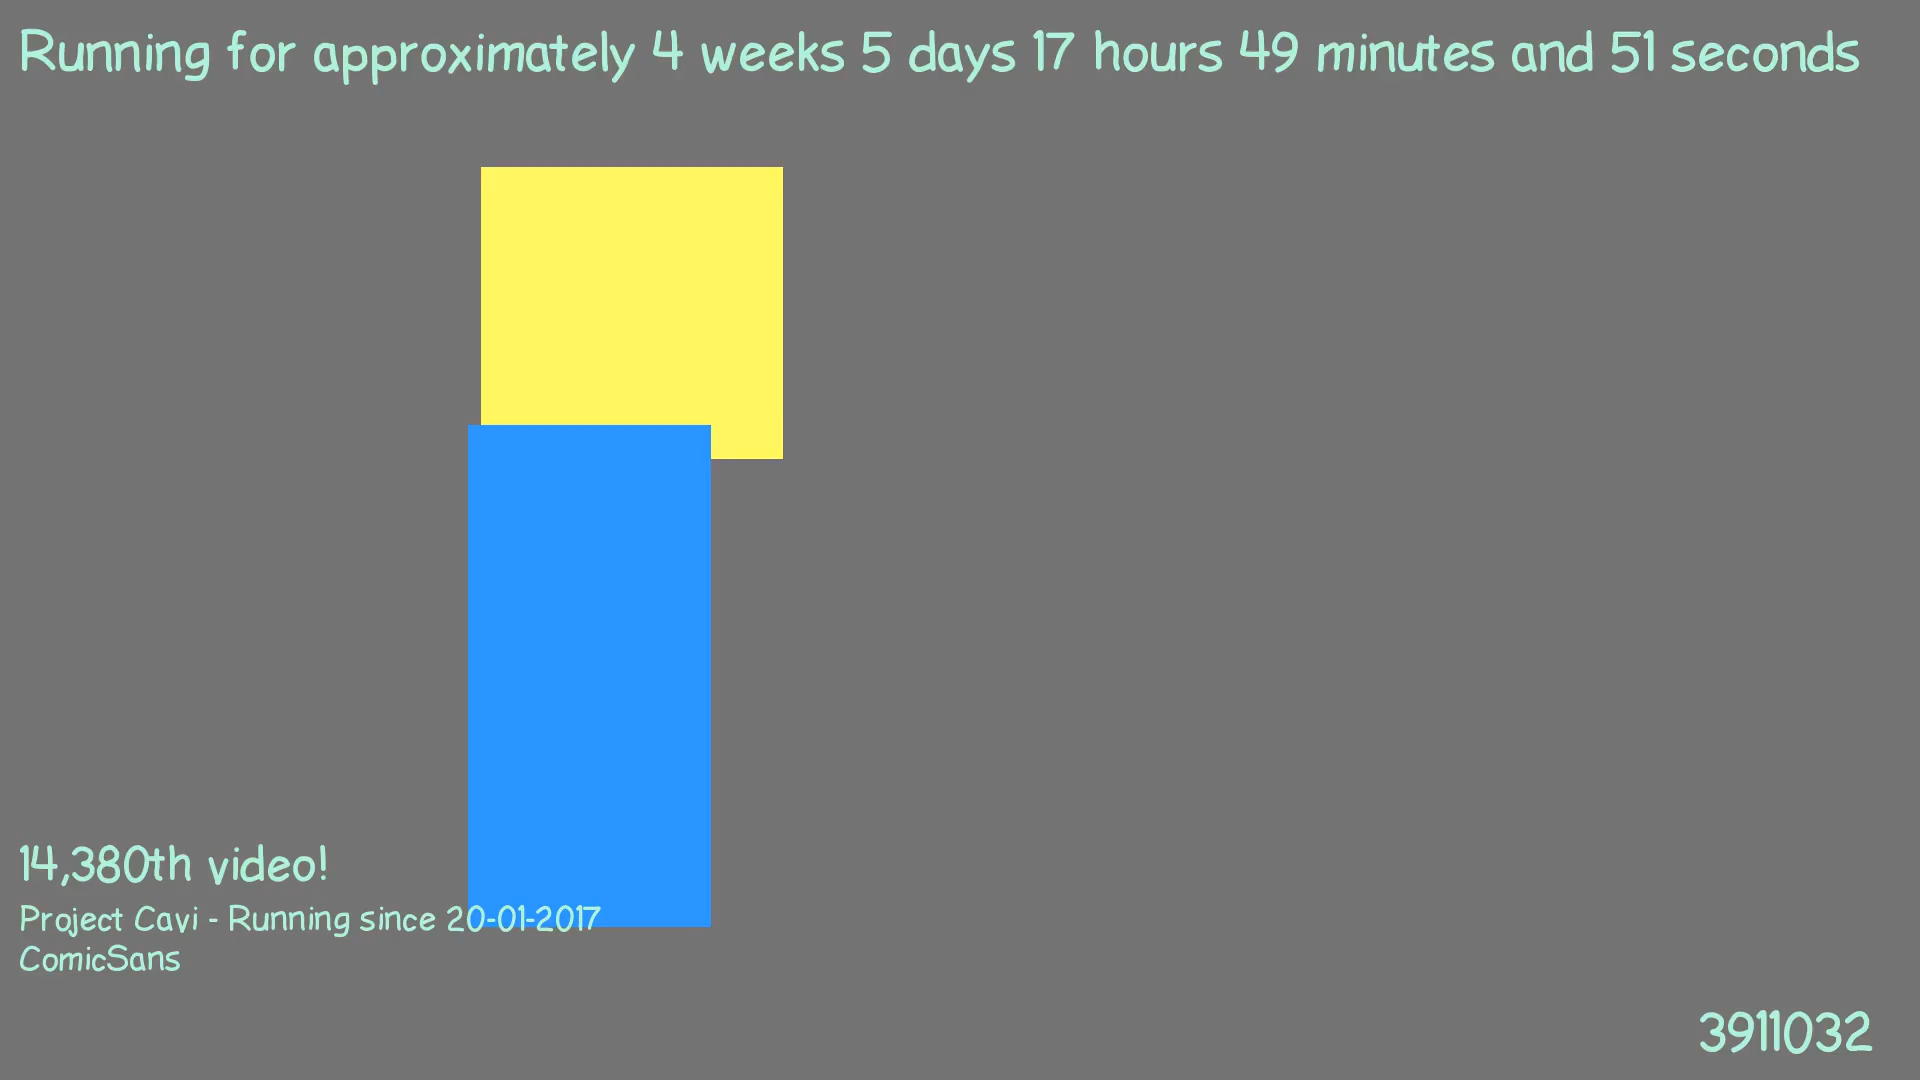 Running for approximately 4 weeks 5 days 17 hours 49 minutes and 51 seconds
14,380th video!
Project Cavi - Running since 20-01-2017
ComicSans
3911032